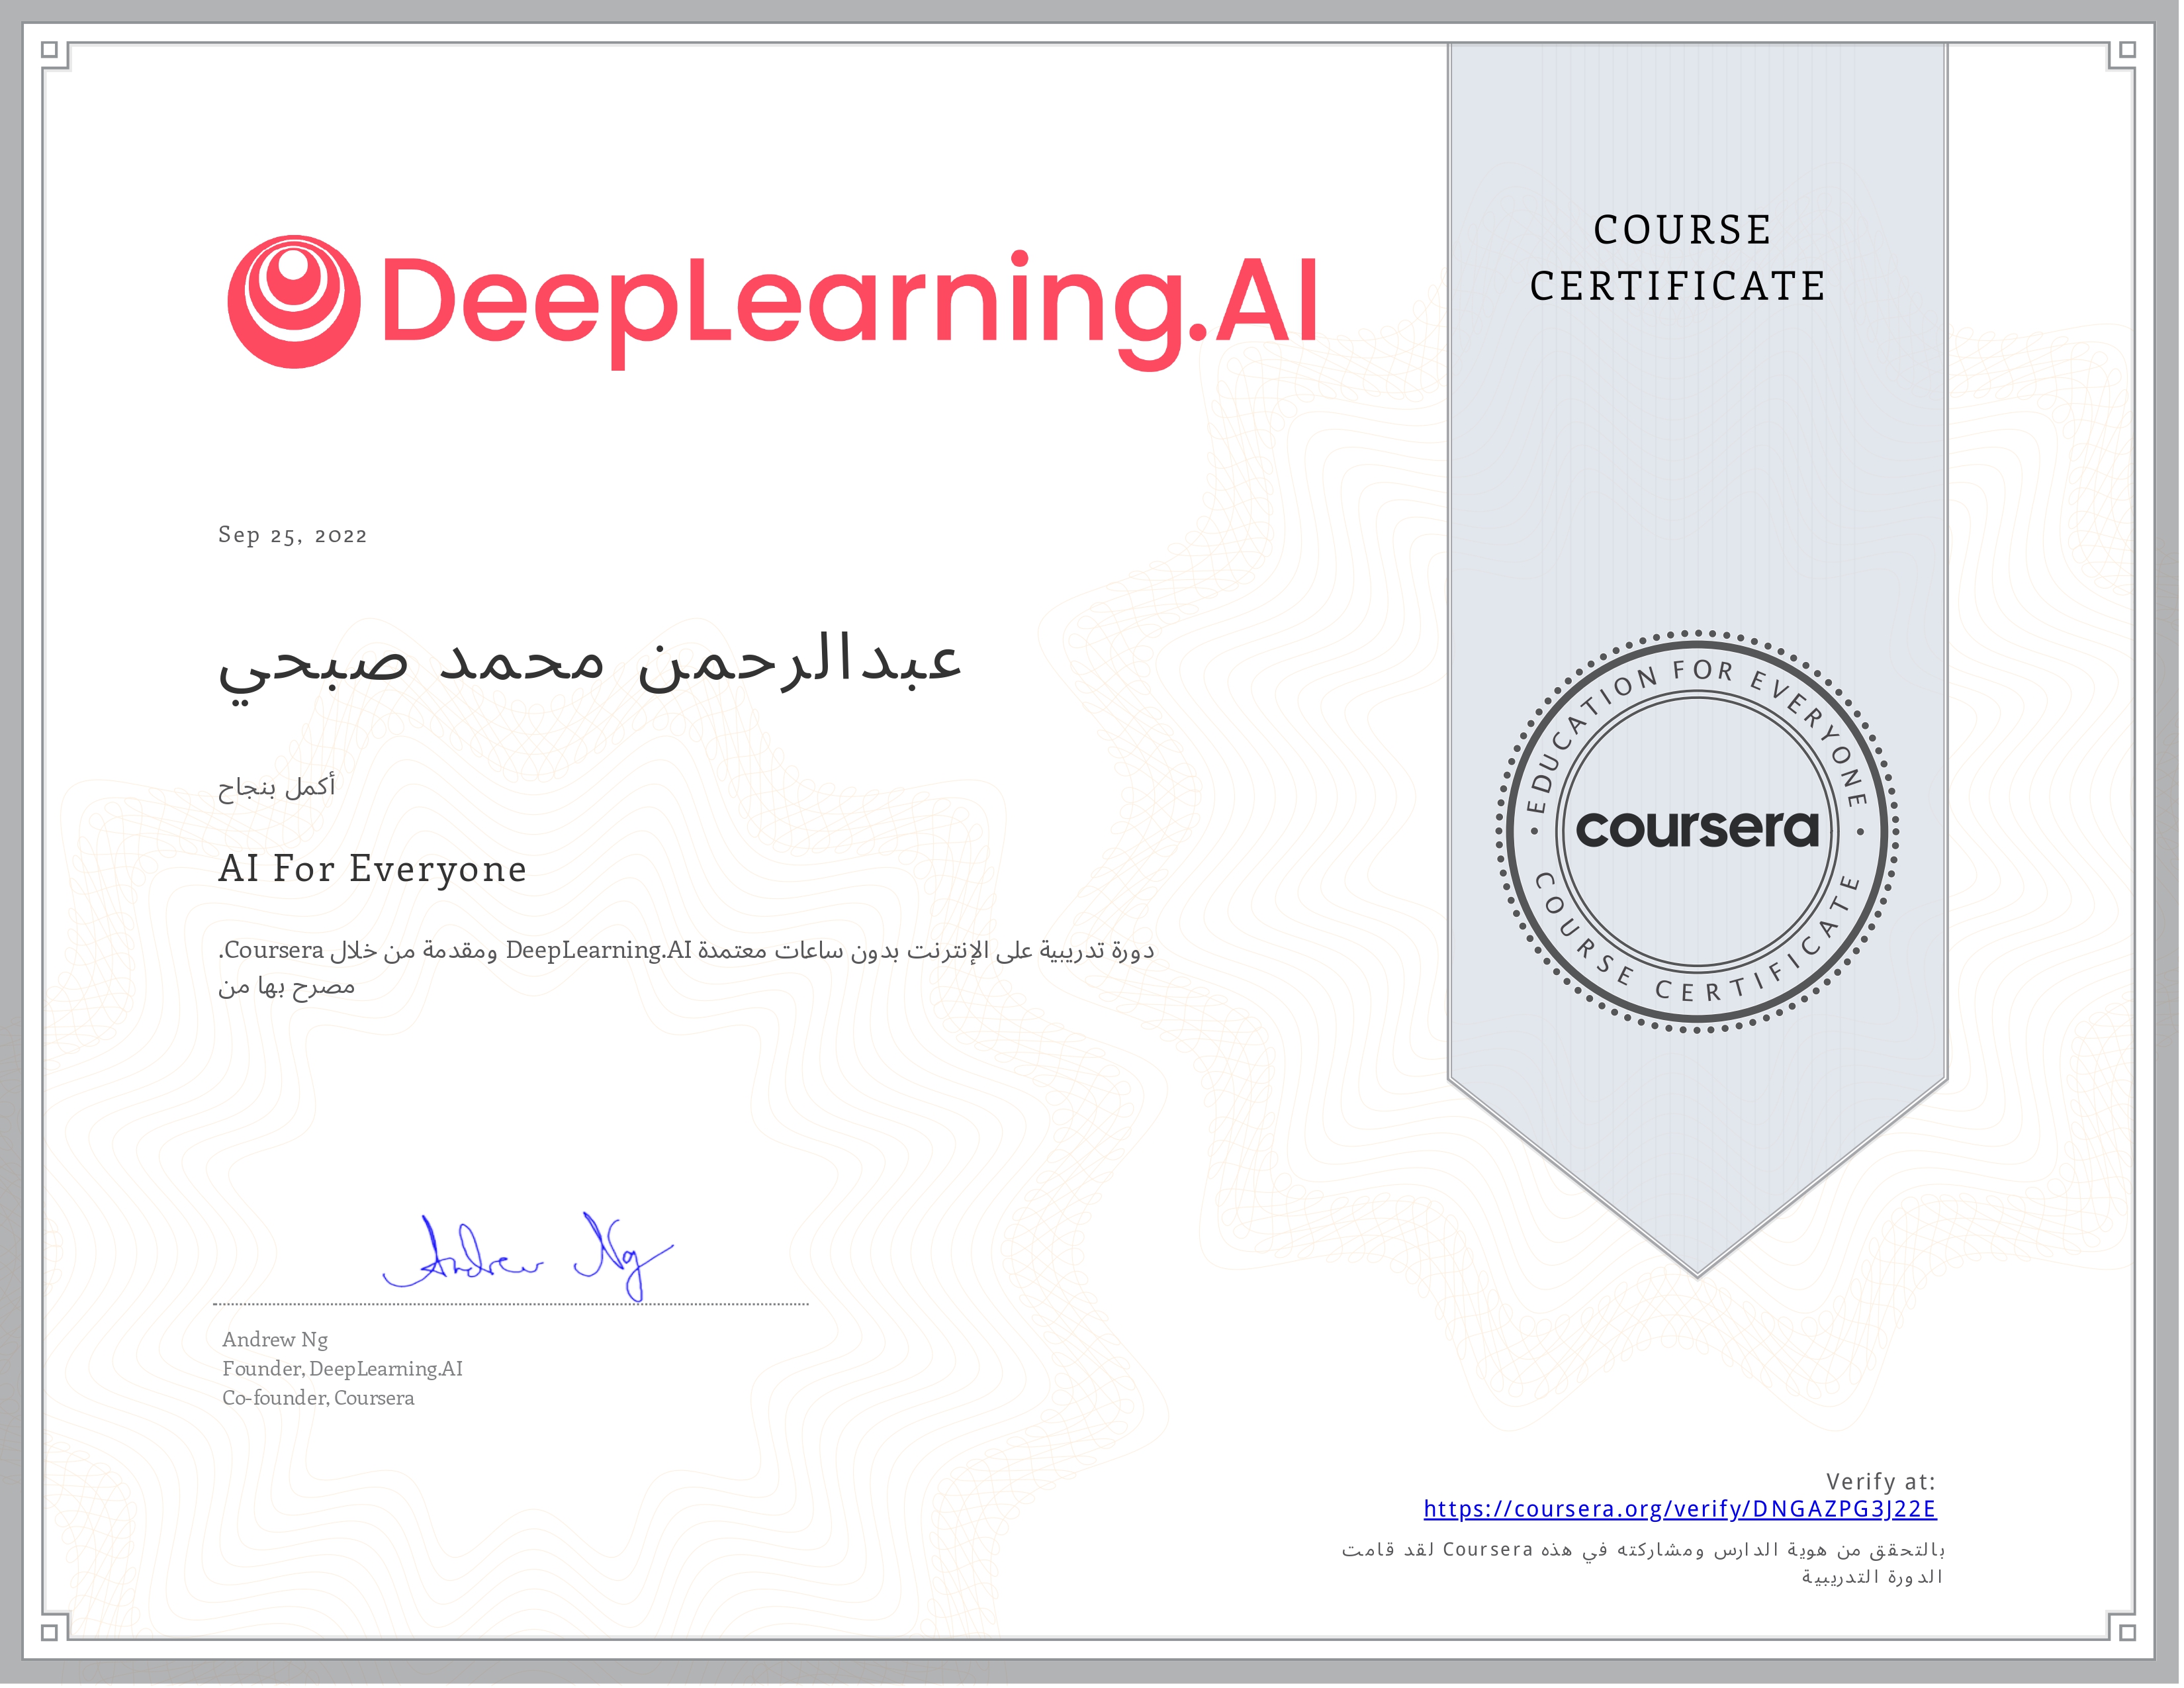 DeepLearning.AI
COURSE
CERTIFICATE
Sep 25, 2022
عبدالرحمن محمد صبحي
أكمل بنجاح
AI For Everyone
دورة تدريبية على الإنترنت بدون ساعات معتمدة DeepLearning.AI ومقدمة من خلال Coursera.
مصرح بها من
EDUCATION FOR EVERYONE
coursera
COURSE CERTIFICATE
Andrew Ng
Andrew Ng
Founder, DeepLearning.AI
Co-founder, Coursera
Verify at:
https://coursera.org/verify/DNGAZPG3J22E
بالتحقق من هوية الدارس ومشاركته في هذه Coursera لقد قامت
الدورة التدريبية